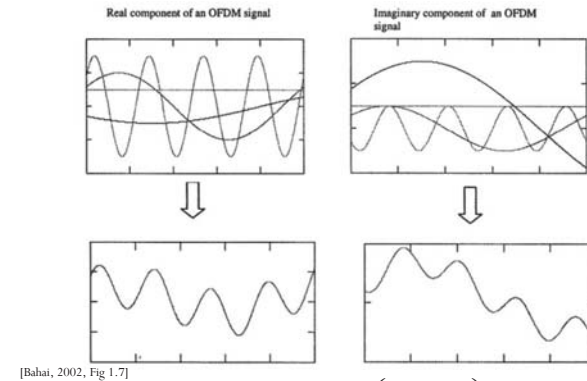 Real component of an OFDM signal
Imaginary component of an OFDM
signal
[Bahai, 2002, Fig 1.7]